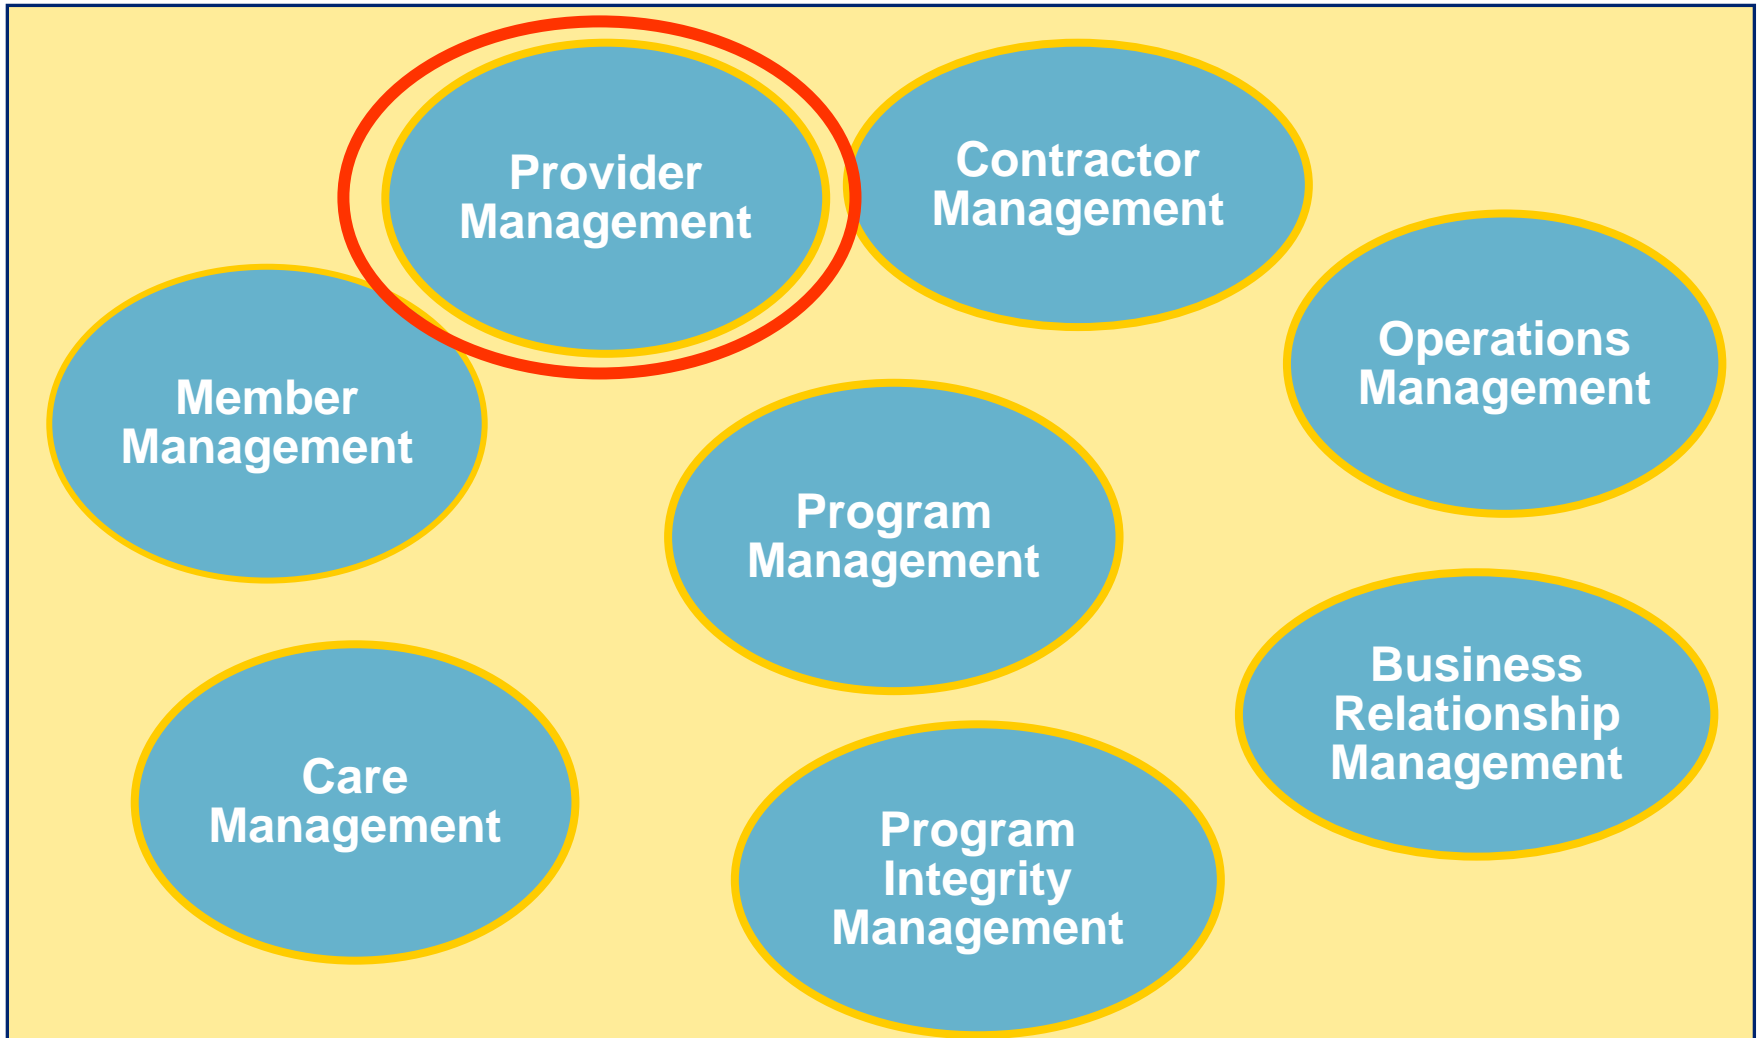 Provider
Management
Contractor
Management
Operations
Management
Member
Management
Program
Management
Business
Relationship
Management
Care
Management
Program
Integrity
Management